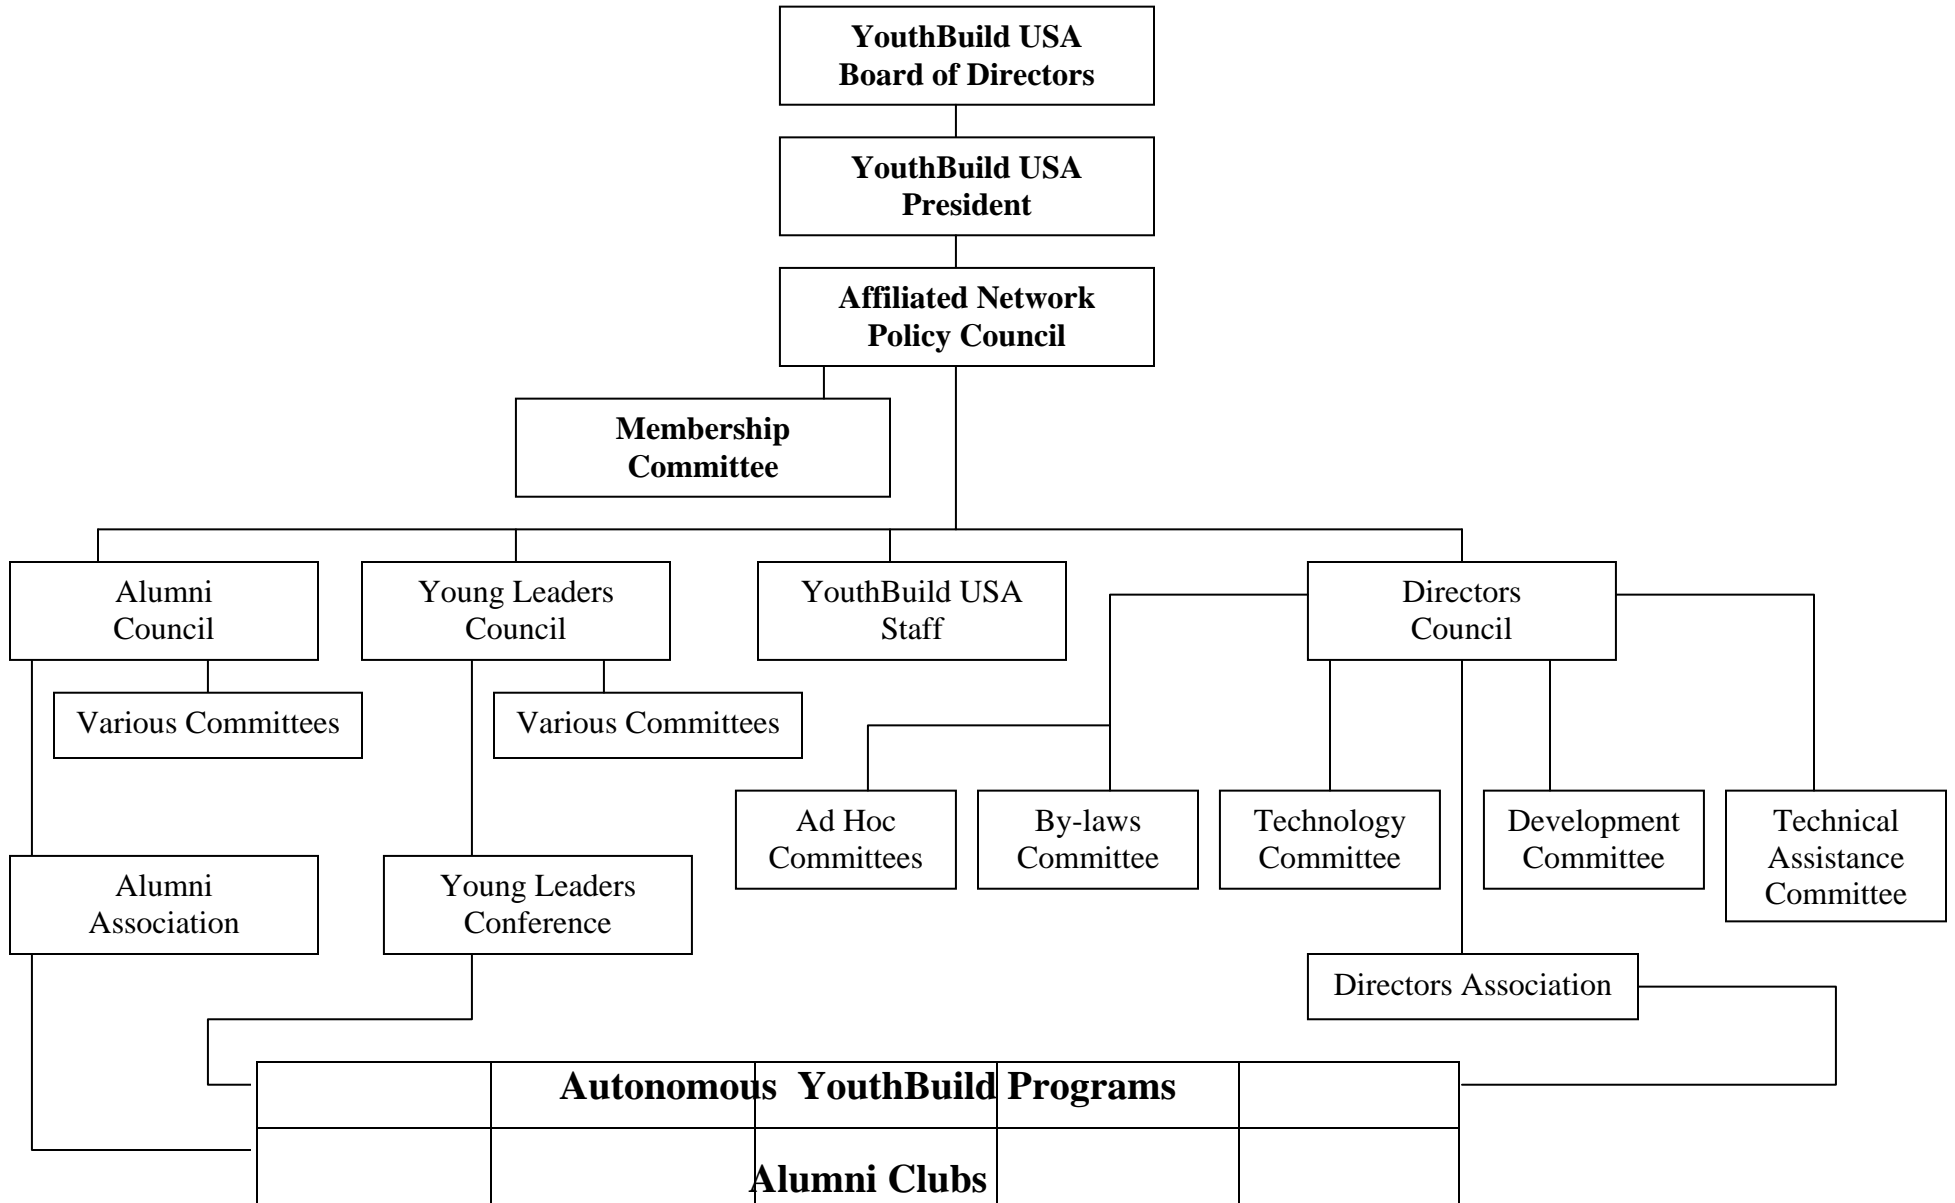 YouthBuild USA
Board of Directors
YouthBuild USA
President
Affiliated Network
Policy Council
Membership
Committee
Alumni
Council
Young Leaders
Council
YouthBuild USA
Staff
Directors
Council
Various Committees
Various Committees
Ad Hoc
Committees
By-laws
Committee
Technology
Committee
Development
Committee
Technical
Assistance
Committee
Alumni
Association
Young Leaders
Conference
Directors Association
Autonomous YouthBuild Programs
Alumni Clubs